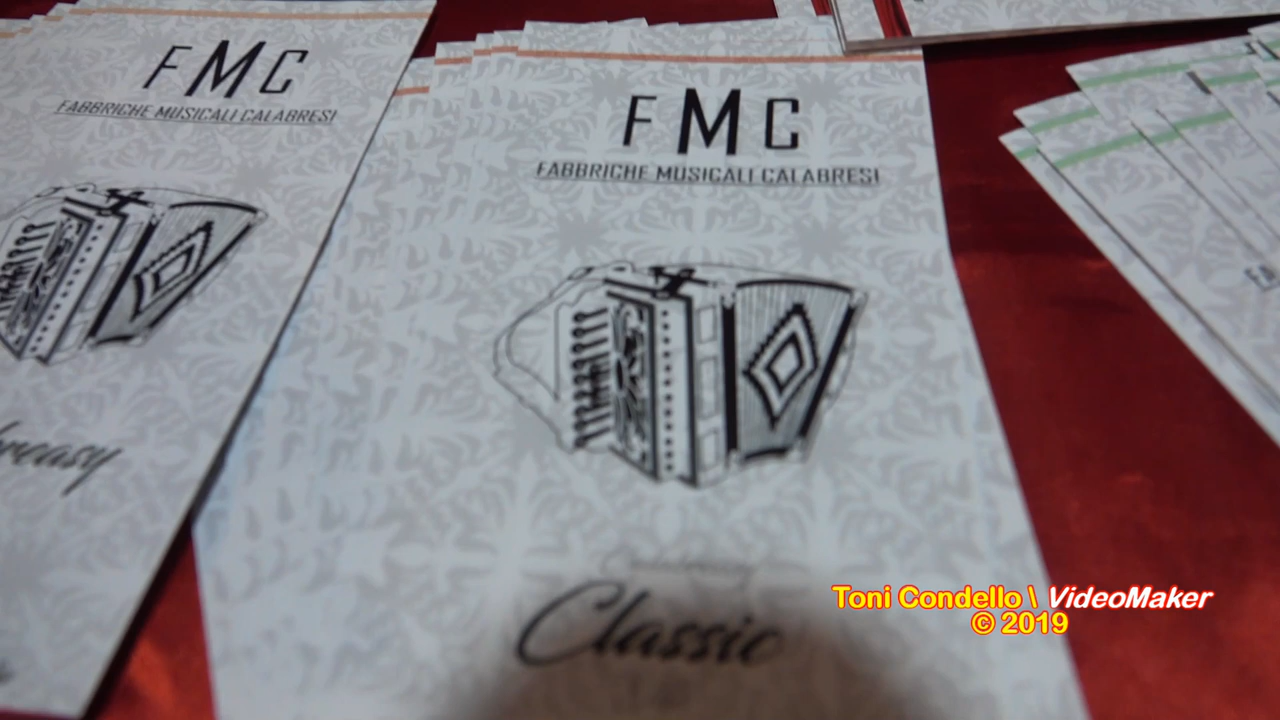 FMC
FABBRICHE MUSICALI CALABRESI
FMC
FABBRICHE MUSICALI CALABRESI
Classic
Toni Condello \ VideoMaker
© 2019